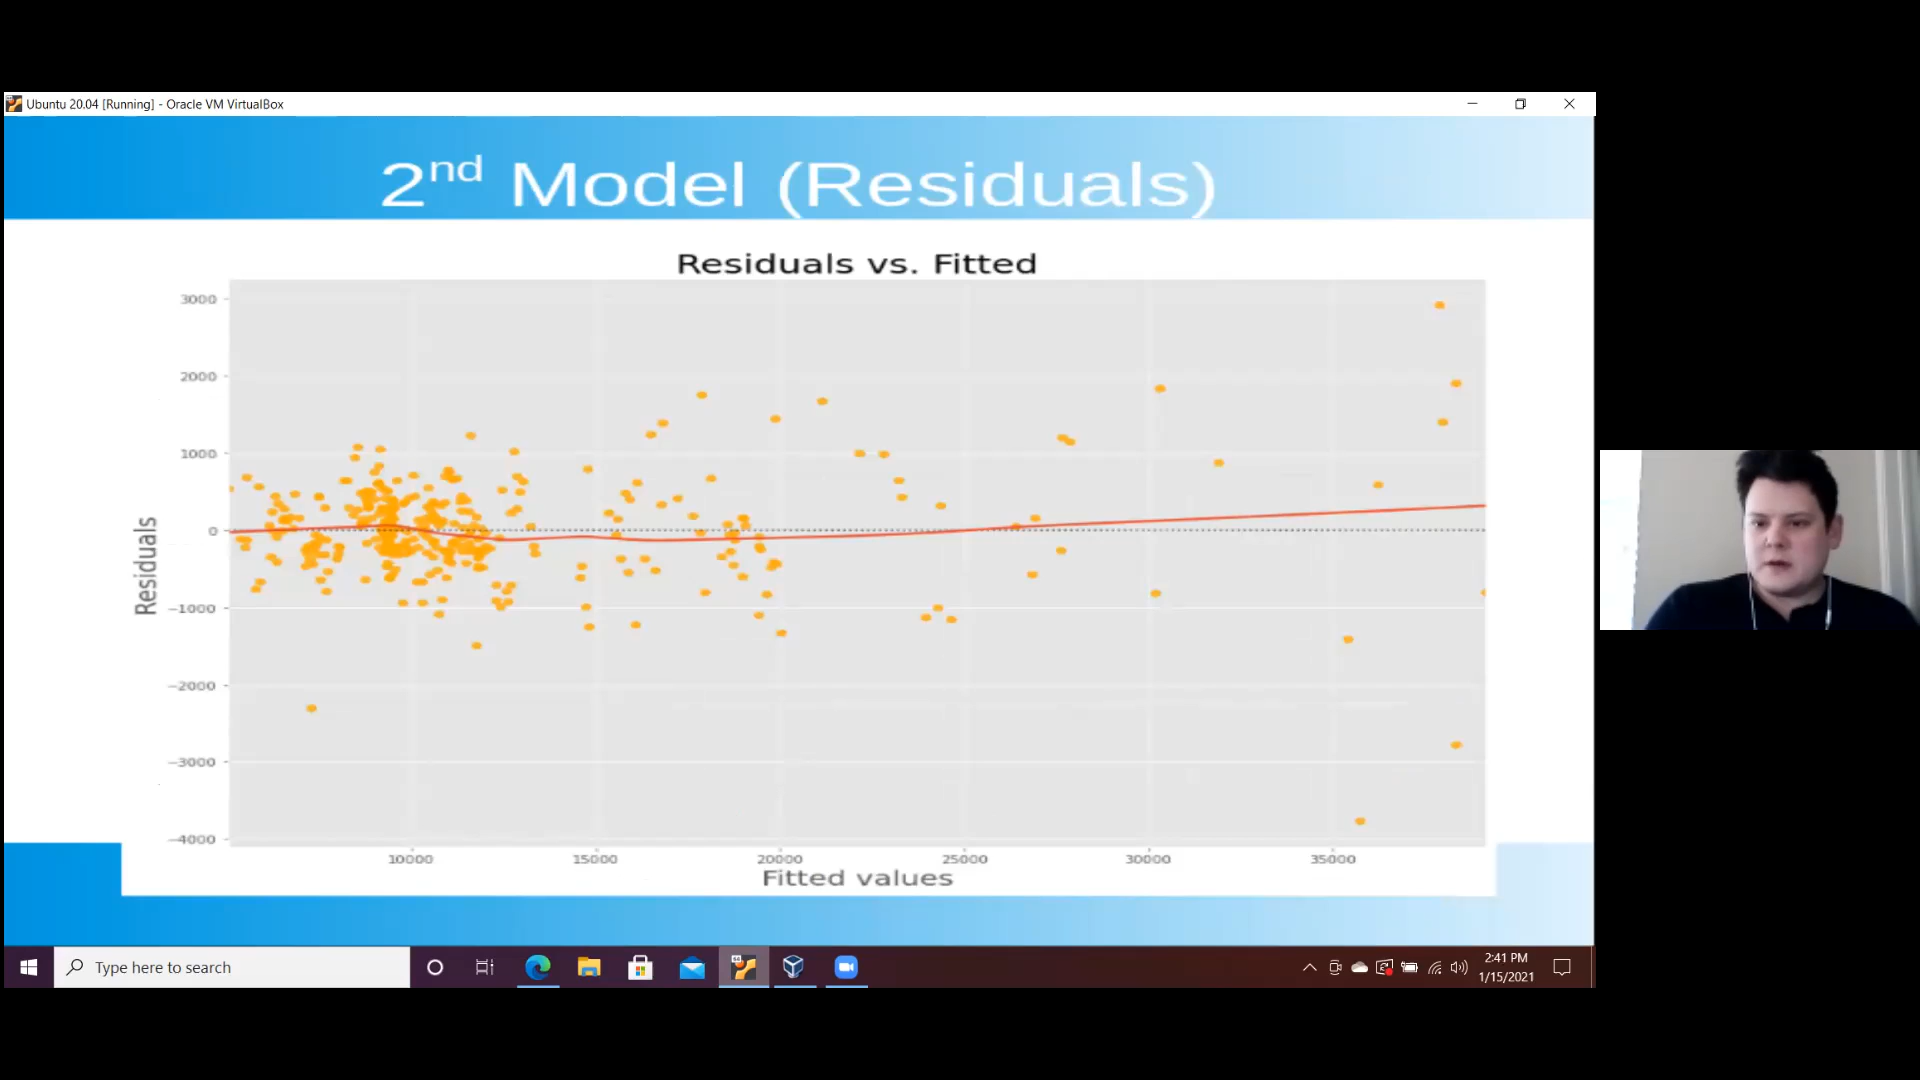 Ubuntu 20.04 [Running] - Oracle VM VirtualBox
2nd Model (Residuals)
Residuals vs. Fitted
3000
2000
1000
0
−1000
−2000
−3000
−4000
Residuals
10000 15000 20000 25000 30000 35000
Fitted values
Type here to search
2:41 PM
1/15/2021